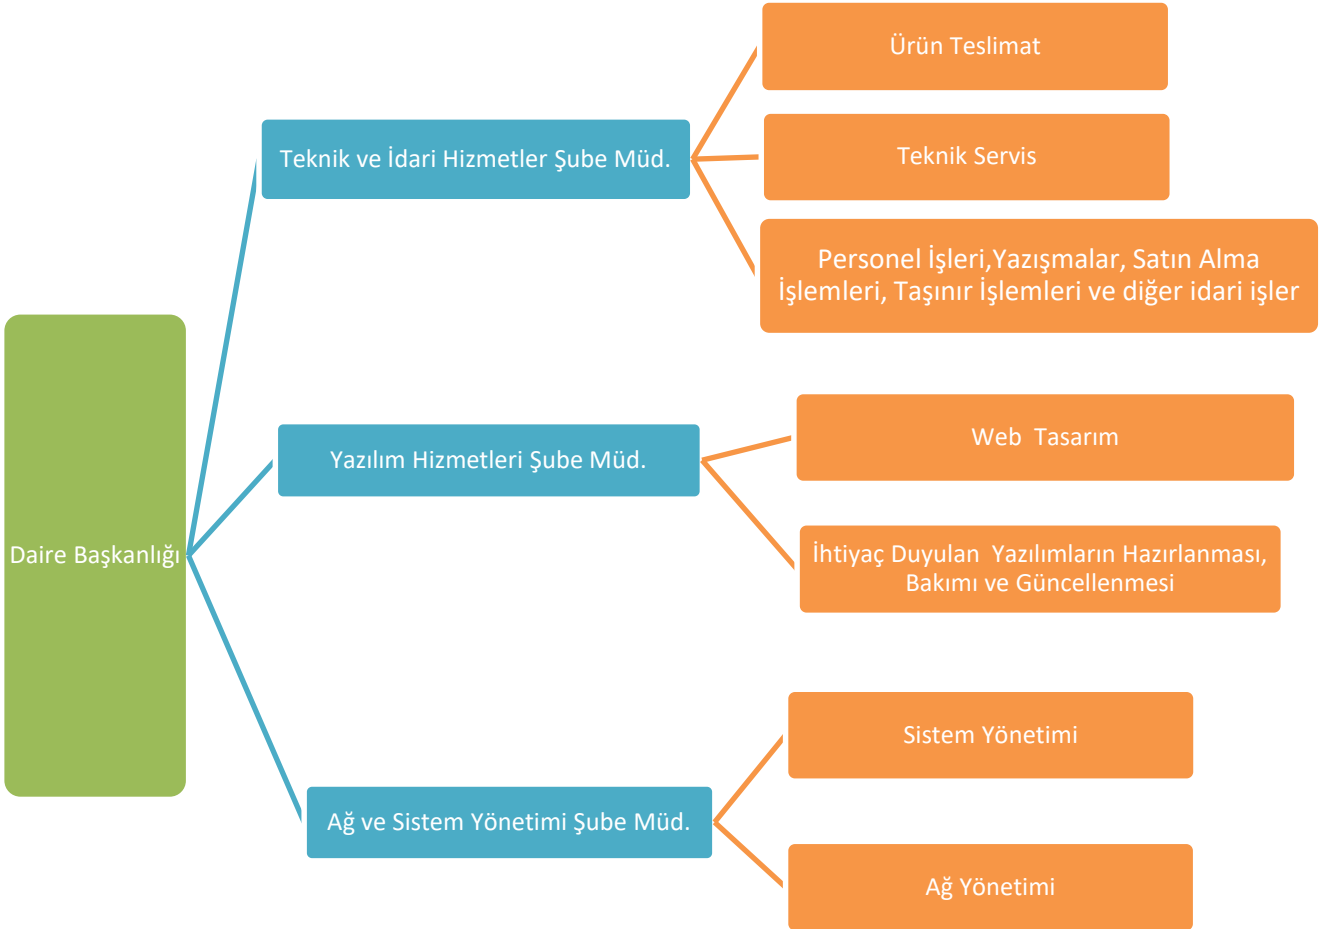 Daire Başkanlığı
Teknik ve İdari Hizmetler Şube Müd.
Ürün Teslimat
Teknik Servis
Personel İşleri,Yazışmalar, Satın Alma
İşlemleri, Taşınır İşlemleri ve diğer idari işler
Yazılım Hizmetleri Şube Müd.
Web  Tasarım
İhtiyaç Duyulan  Yazılımların Hazırlanması,
Bakımı ve Güncellenmesi
Ağ ve Sistem Yönetimi Şube Müd.
Sistem Yönetimi
Ağ Yönetimi